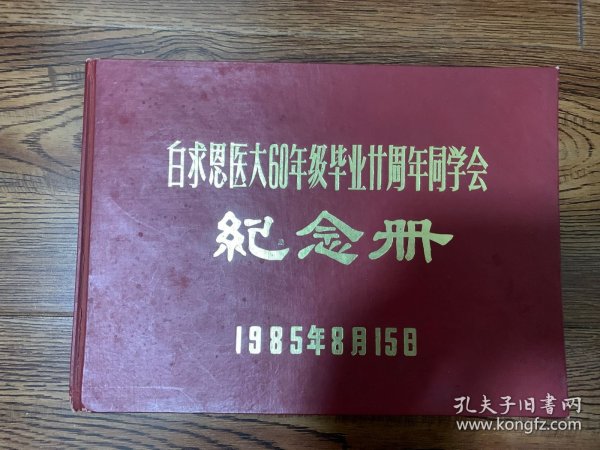 白求恩医大60年级毕业廿周年同学会
紀念册
1985年8月15日
孔夫子旧书网
www.kongfz.com